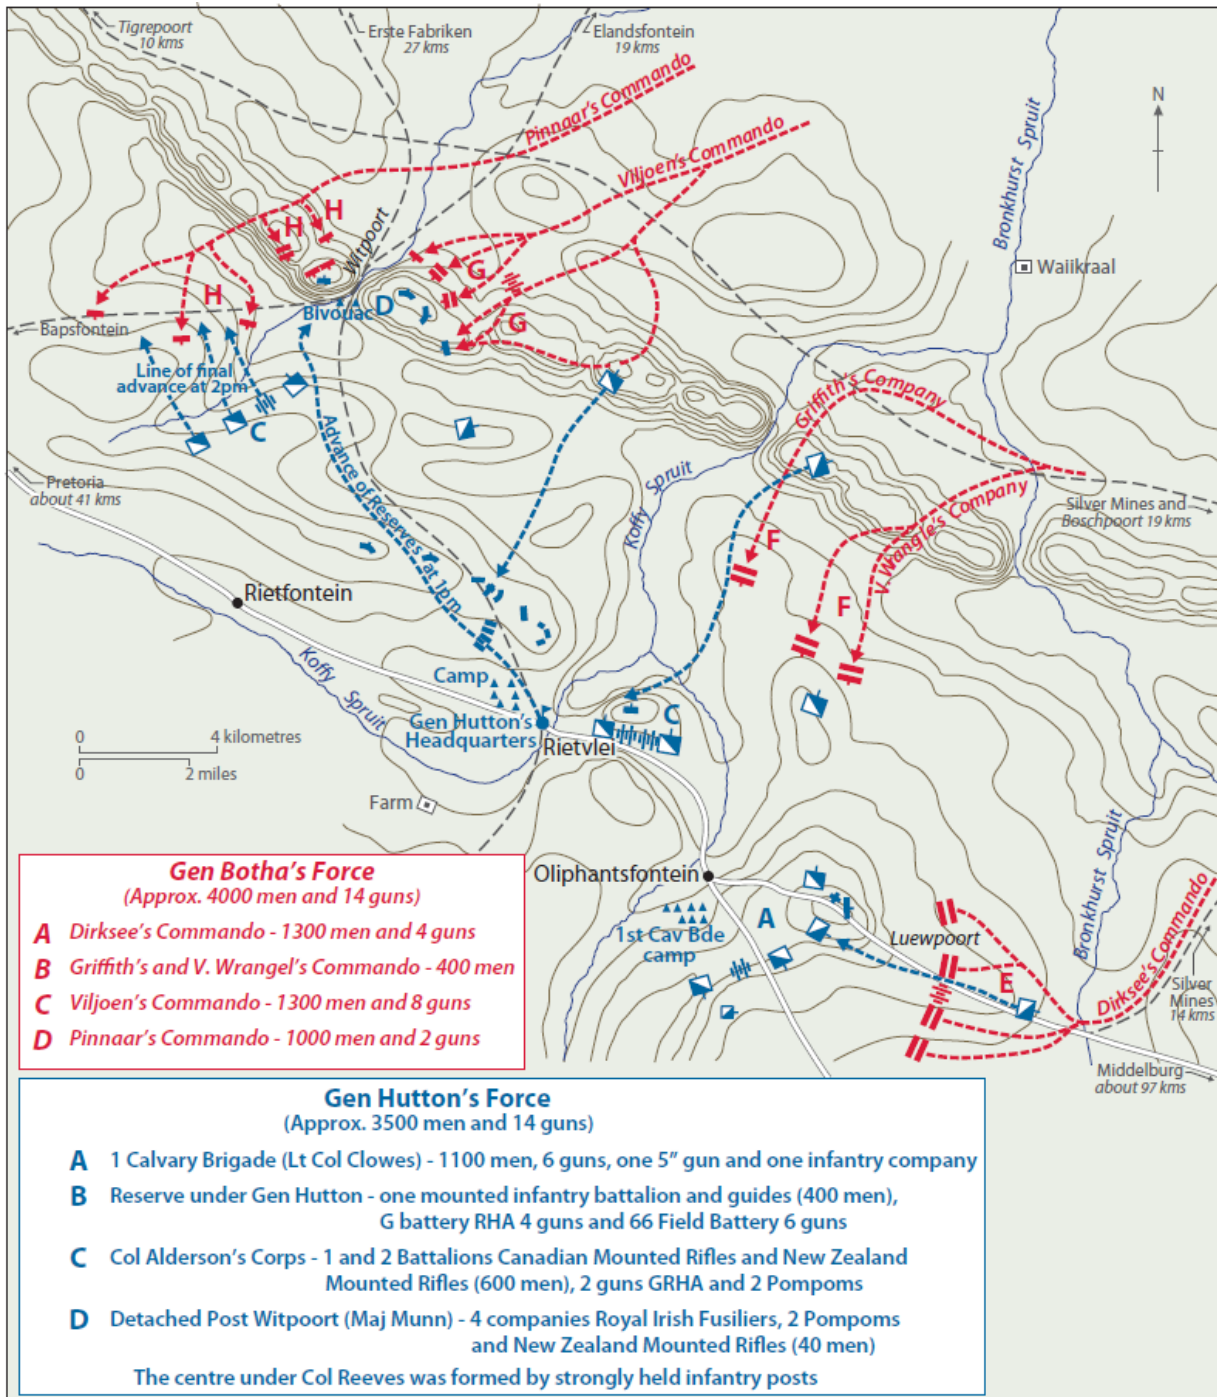 Tigrepoort
10 kms
Erste Fabriken
27 kms
Elandsfontein
19 kms
Pinnaar's Commando
Viljoen's Commando
Bronkhurst Spruit
N
Waiikraal
H
H
Witpoort
G
H
D
G
Bivouac
Bapsfontein
Line of final
advance at 2pm
C
Griffith's Company
Advance of Reserves at 1pm
Koffy Spruit
Pretoria
about 41 kms
V. Wrangle's Company
Silver Mines and
Boschpoort 19 kms
F
F
Rietfontein
Koffy Spruit
Camp
Gen Hutton's
Headquarters
C
Rietvlei
0 4 kilometres
0 2 miles
Farm
Oliphantsfontein
A
1st Cav Bde
camp
Luewpoort
E
Bronkhurst Spruit
Dirksee's Commando
Silver
Mines
14 kms
Middelburg
about 97 kms
Gen Botha's Force
(Approx. 4000 men and 14 guns)
A Dirksee's Commando - 1300 men and 4 guns
B Griffith's and V. Wrangel's Commando - 400 men
C Viljoen's Commando - 1300 men and 8 guns
D Pinnaar's Commando - 1000 men and 2 guns
Gen Hutton's Force
(Approx. 3500 men and 14 guns)
A 1 Calvary Brigade (Lt Col Clowes) - 1100 men, 6 guns, one 5" gun and one infantry company
B Reserve under Gen Hutton - one mounted infantry battalion and guides (400 men),
G battery RHA 4 guns and 66 Field Battery 6 guns
C Col Alderson's Corps - 1 and 2 Battalions Canadian Mounted Rifles and New Zealand
Mounted Rifles (600 men), 2 guns GRHA and 2 Pompoms
D Detached Post Witpoort (Maj Munn) - 4 companies Royal Irish Fusiliers, 2 Pompoms
and New Zealand Mounted Rifles (40 men)
The centre under Col Reeves was formed by strongly held infantry posts